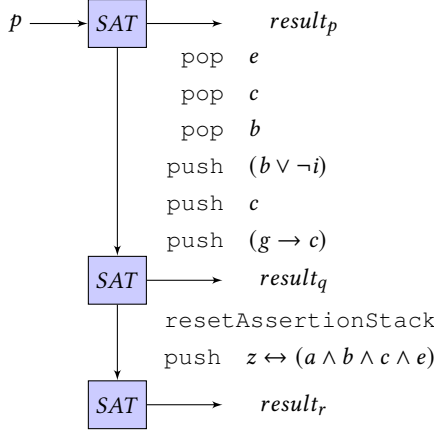 p SAT result_p
pop e
pop c
pop b
push (b ∨ ¬i)
push c
push (g → c)
SAT result_q
resetAssertionStack
push z ↔ (a ∧ b ∧ c ∧ e)
SAT result_r